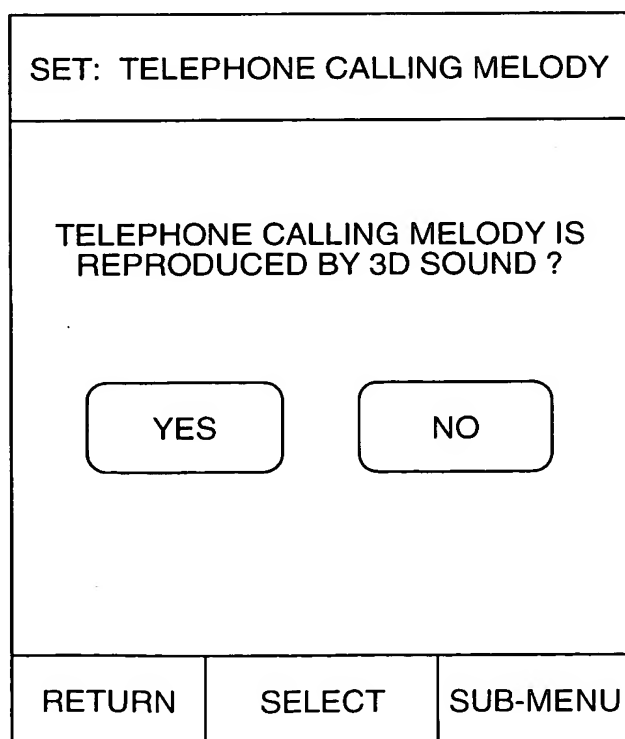 SET: TELEPHONE CALLING MELODY
TELEPHONE CALLING MELODY IS
REPRODUCED BY 3D SOUND ?
YES NO
RETURN SELECT SUB-MENU